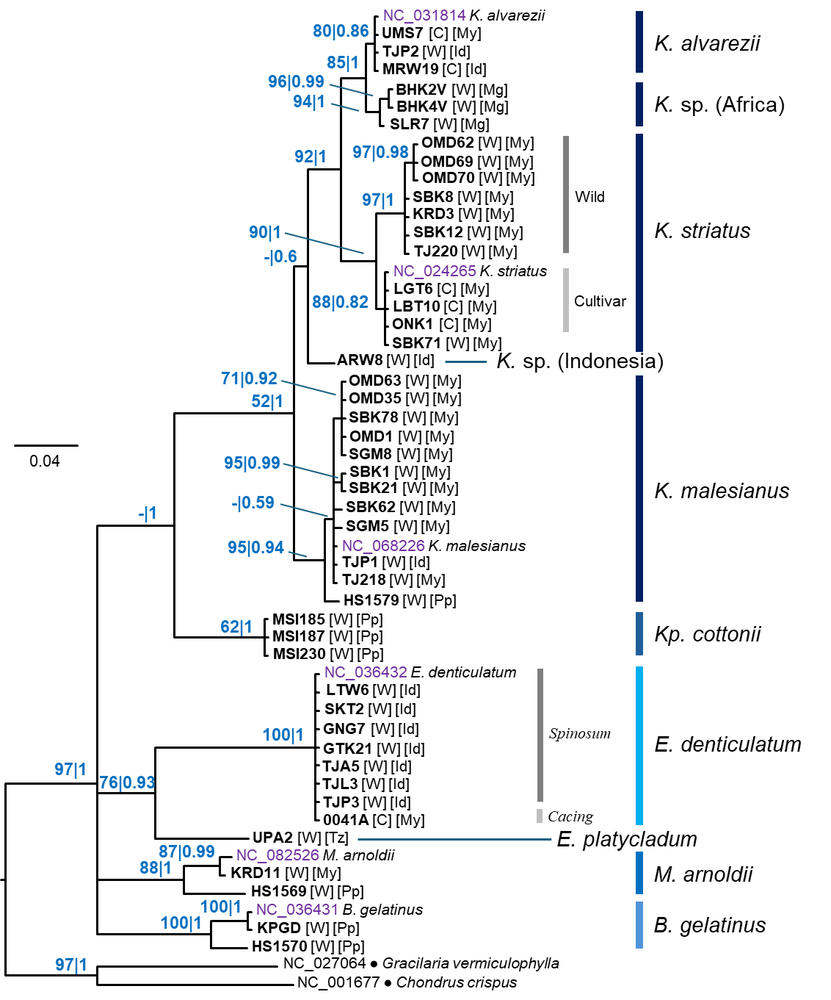 NC_031814 K. alvarezii
80|0.86
UMS7 [C] [My]
K. alvarezii
TJP2 [W] [Id]
85|1
MRW19 [C] [Id]
96|0.99
BHK2V [W] [Mg]
94|1
BHK4V [W] [Mg]
K. sp. (Africa)
SLR7 [W] [Mg]
OMD62 [W] [My]
97|0.98
92|1
OMD69 [W] [My]
OMD70 [W] [My]
SBK8 [W] [My]
Wild
97|1
KRD3 [W] [My]
90|1
SBK12 [W] [My]
K. striatus
TJ220 [W] [My]
-|0.6
NC_024265 K. striatus
LGT6 [C] [My]
88|0.82
LBT10 [C] [My]
Cultivar
ONK1 [C] [My]
SBK71 [W] [My]
ARW8 [W] [Id]
K. sp. (Indonesia)
71|0.92
OMD63 [W] [My]
OMD35 [W] [My]
52|1
SBK78 [W] [My]
OMD1 [W] [My]
SGM8 [W] [My]
0.04
95|0.99
SBK1 [W] [My]
SBK21 [W] [My]
K. malesianus
-|0.59
SBK62 [W] [My]
-|1
SGM5 [W] [My]
95|0.94
NC_068226 K. malesianus
TJP1 [W] [Id]
TJ218 [W] [My]
HS1579 [W] [Pp]
MSI185 [W] [Pp]
62|1
MSI187 [W] [Pp]
Kp. cottonii
MSI230 [W] [Pp]
NC_036432 E. denticulatum
LTW6 [W] [Id]
SKT2 [W] [Id]
GNG7 [W] [Id]
100|1
Spinosum
E. denticulatum
GTK21 [W] [Id]
TJA5 [W] [Id]
97|1
76|0.93
TJL3 [W] [Id]
TJP3 [W] [Id]
0041A [C] [My]
Cacing
UPA2 [W] [Tz]
E. platycladum
87|0.99
NC_082526 M. arnoldii
88|1
KRD11 [W] [My]
M. arnoldii
HS1569 [W] [Pp]
100|1
NC_036431 B. gelatinus
100|1
KPGD [W] [Pp]
B. gelatinus
HS1570 [W] [Pp]
97|1
NC_027064 ● Gracilaria vermiculophylla
NC_001677 ● Chondrus crispus